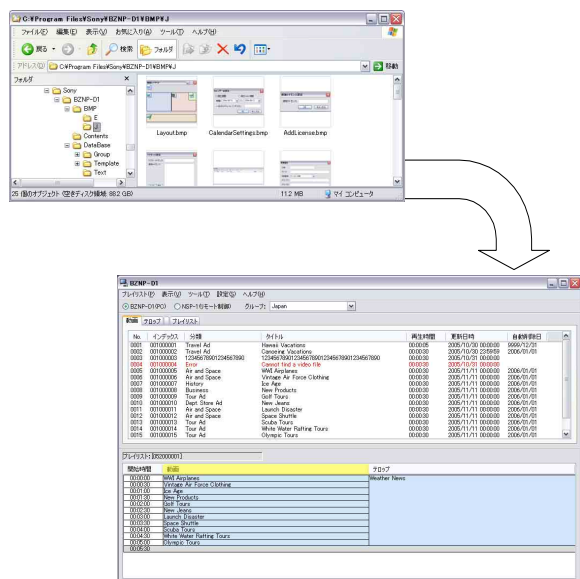 C:¥Program Files¥Sony¥BZNP-D1¥BMP¥J
ファイル(F) 編集(E) 表示(V) お気に入り(A) ツール(T) ヘルプ(H)
戻る 検索 フォルダ
アドレス(D) C:¥Program Files¥Sony¥BZNP-D1¥BMP¥J 移動
フォルダ
Sony
BZNP-D1
BMP
E
J
Contents
DataBase
Group
Template
Text
Layout.bmp CalendarSettings.bmp AddLicense.bmp
25 個のオブジェクト (空きディスク領域: 88.2 GB) 11.2 MB マイ コンピュータ
BZNP-D1
プレイリスト(P) 表示(V) ツール(T) 設定(S) ヘルプ(H)
BZNP-D1(PC) NSP-1(リモート制御) グループ: Japan
動画 テロップ プレイリスト
No. インデックス 分類 タイトル 再生時間 更新日時 自動削除日
0001 001000001 Travel Ad Hawaii Vacations 00:00:05 2005/10/30 00:00:00 9999/12/31
0002 001000002 Travel Ad Canoeing Vacations 00:00:30 2005/10/30 23:59:59 2006/01/01
0003 001000003 12345678901234567890 1234567890123456789012345678901234567890 00:00:30 2005/10/31 00:00:00
0004 001000004 Error Cannot find a video file 00:00:30 2005/10/31 00:00:00
0005 001000005 Air and Space WWI Airplanes 00:00:30 2005/11/11 00:00:00 2006/01/01
0006 001000006 Air and Space Vintage Air Force Clothing 00:00:30 2005/11/11 00:00:00 2006/01/01
0007 001000007 History Ice Age 00:00:30 2005/11/11 00:00:00 2006/01/01
0008 001000008 Business New Products 00:00:30 2005/11/11 00:00:00 2006/01/01
0009 001000009 Tour Ad Golf Tours 00:00:30 2005/11/11 00:00:00 2006/01/01
0010 001000010 Dept. Store Ad New Jeans 00:00:30 2005/11/11 00:00:00 2006/01/01
0011 001000011 Air and Space Launch Disaster 00:00:30 2005/11/11 00:00:00 2006/01/01
0012 001000012 Air and Space Space Shuttle 00:00:30 2005/11/11 00:00:00 2006/01/01
0013 001000013 Tour Ad Scuba Tours 00:00:30 2005/11/11 00:00:00 2006/01/01
0014 001000014 Tour Ad White Water Rafting Tours 00:00:30 2005/11/11 00:00:00 2006/01/01
0015 001000015 Tour Ad Olympic Tours 00:00:30 2005/11/11 00:00:00 2006/01/01
プレイリスト: [052000001]
開始時間 動画 テロップ
00:00:00 WWI Airplanes Weather News
00:00:30 Vintage Air Force Clothing
00:01:00 Ice Age
00:01:30 New Products
00:02:00 Golf Tours
00:02:30 New Jeans
00:03:00 Launch Disaster
00:03:30 Space Shuttle
00:04:00 Scuba Tours
00:04:30 White Water Rafting Tours
00:05:00 Olympic Tours
00:05:30